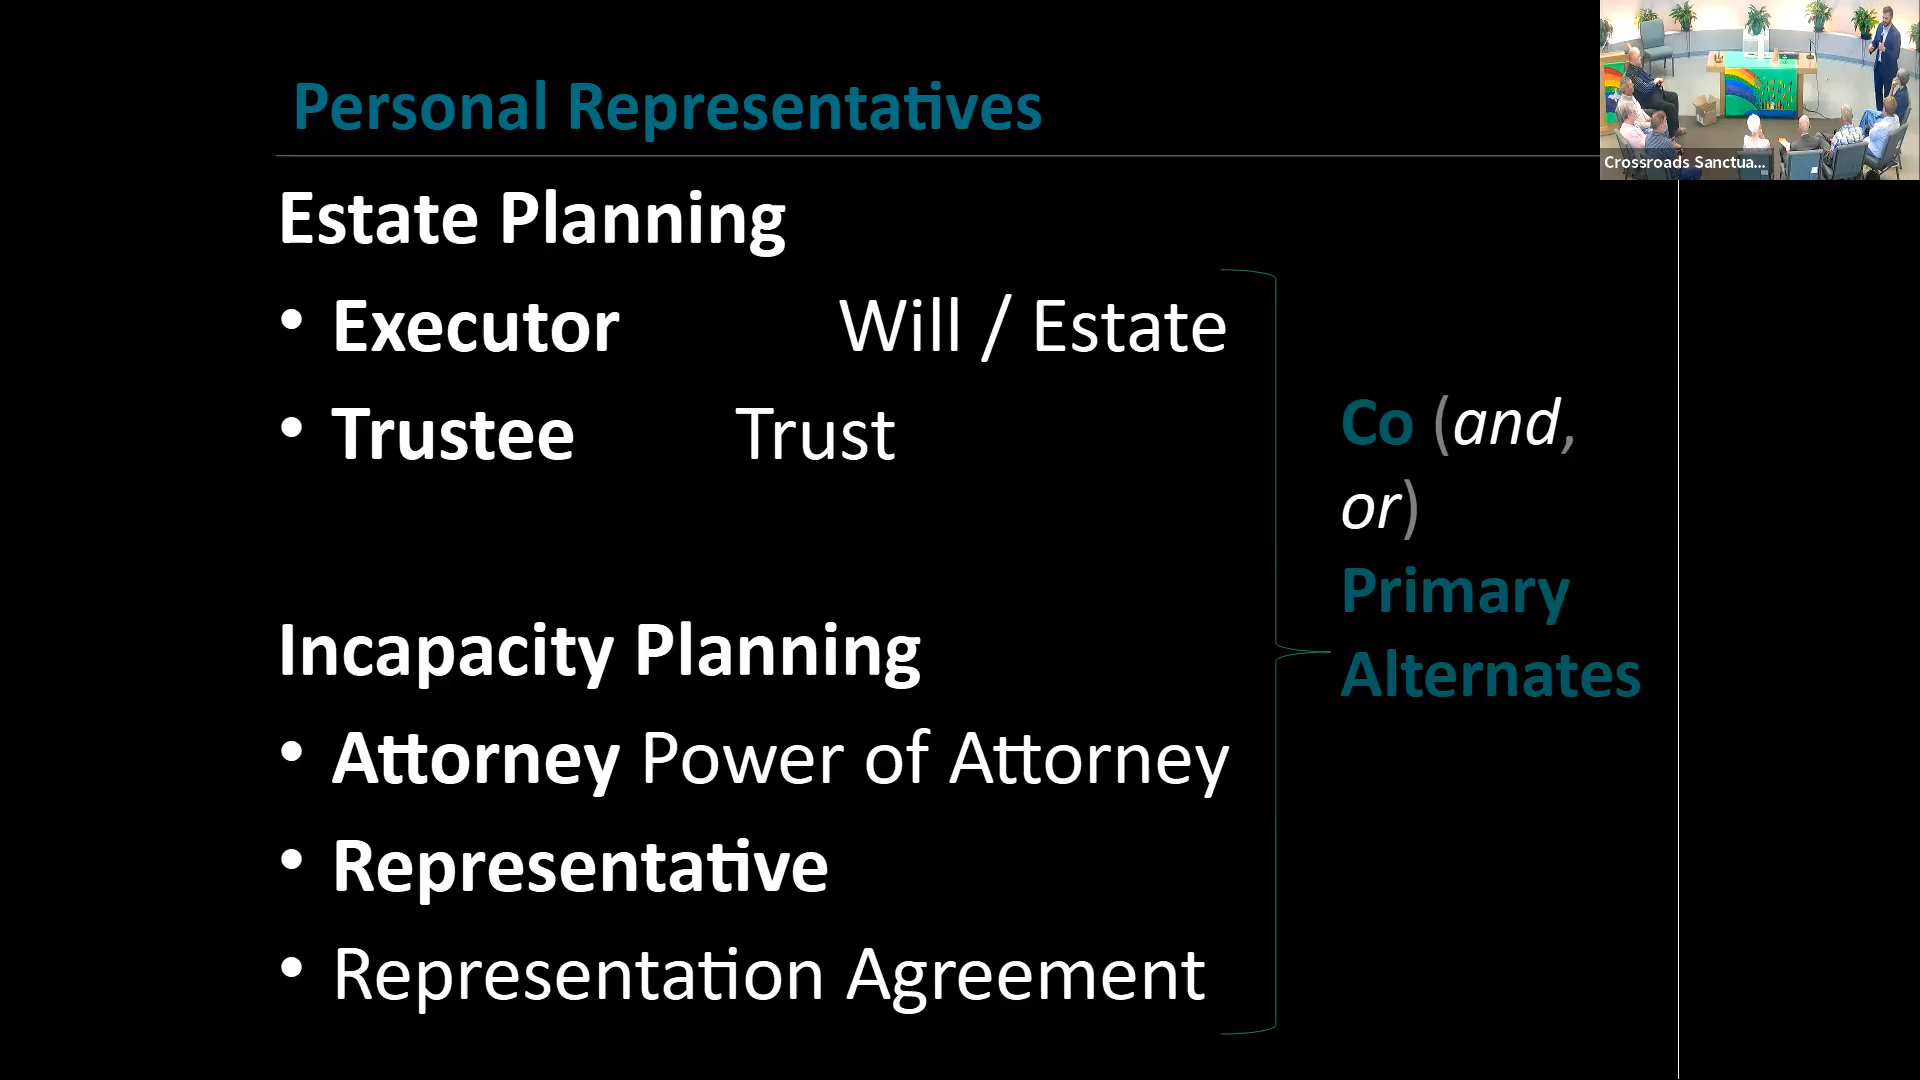 Personal Representatives
Estate Planning
• Executor Will / Estate
• Trustee Trust
Incapacity Planning
• Attorney Power of Attorney
• Representative
• Representation Agreement
Co (and,
or)
Primary
Alternates
Crossroads Sanctua...